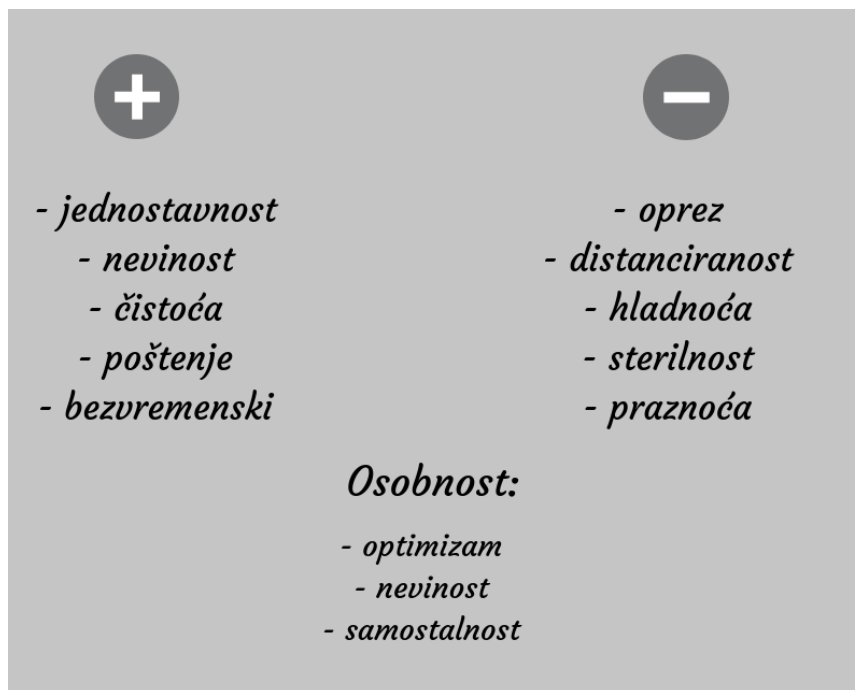 - jednostavnost
- nevinost
- čistoća
- poštenje
- bezvremenski
- oprez
- distanciranost
- hladnoća
- sterilnost
- praznoća
Osobnost:
- optimizam
- nevinost
- samostalnost